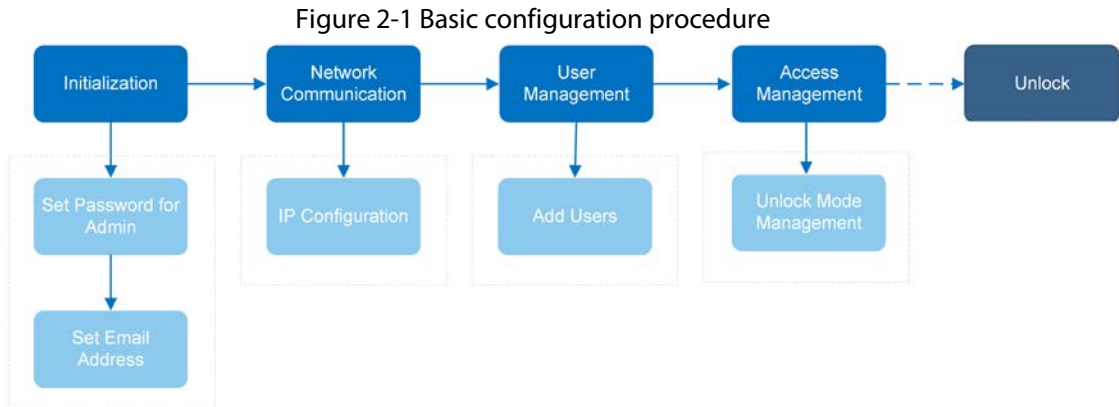 Figure 2-1 Basic configuration procedure
Initialization
Network
Communication
User
Management
Access
Management
Unlock
Set Password for
Admin
IP Configuration
Add Users
Unlock Mode
Management
Set Email
Address